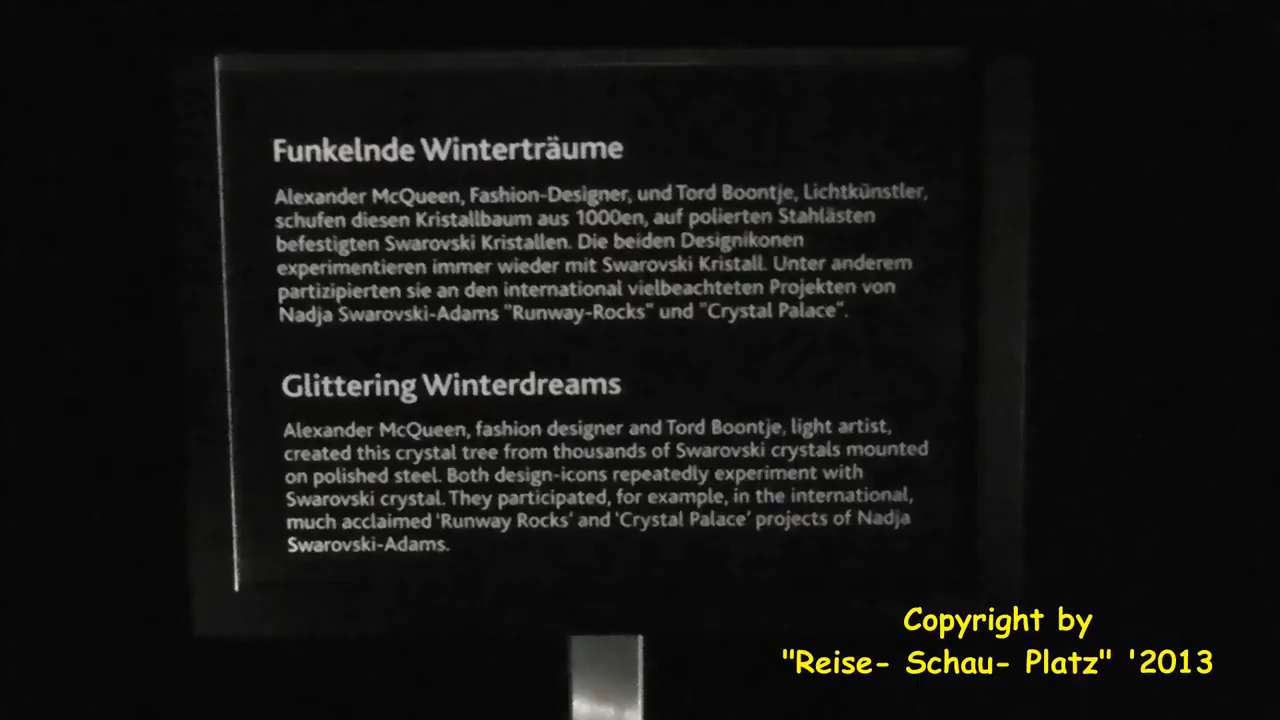 Funkelnde Winterträume
Alexander McQueen, Fashion-Designer, und Tord Boontje, Lichtkünstler,
schufen diesen Kristallbaum aus 1000en, auf polierten Stahlästen
befestigten Swarovski Kristallen. Die beiden Designikonen
experimentieren immer wieder mit Swarovski Kristall. Unter anderem
partizipierten sie an den international vielbeachteten Projekten von
Nadja Swarovski-Adams "Runway-Rocks" und "Crystal Palace".
Glittering Winterdreams
Alexander McQueen, fashion designer and Tord Boontje, light artist,
created this crystal tree from thousands of Swarovski crystals mounted
on polished steel. Both design-icons repeatedly experiment with
Swarovski crystal. They participated, for example, in the international,
much acclaimed 'Runway Rocks' and 'Crystal Palace' projects of Nadja
Swarovski-Adams.
Copyright by
"Reise- Schau- Platz" '2013